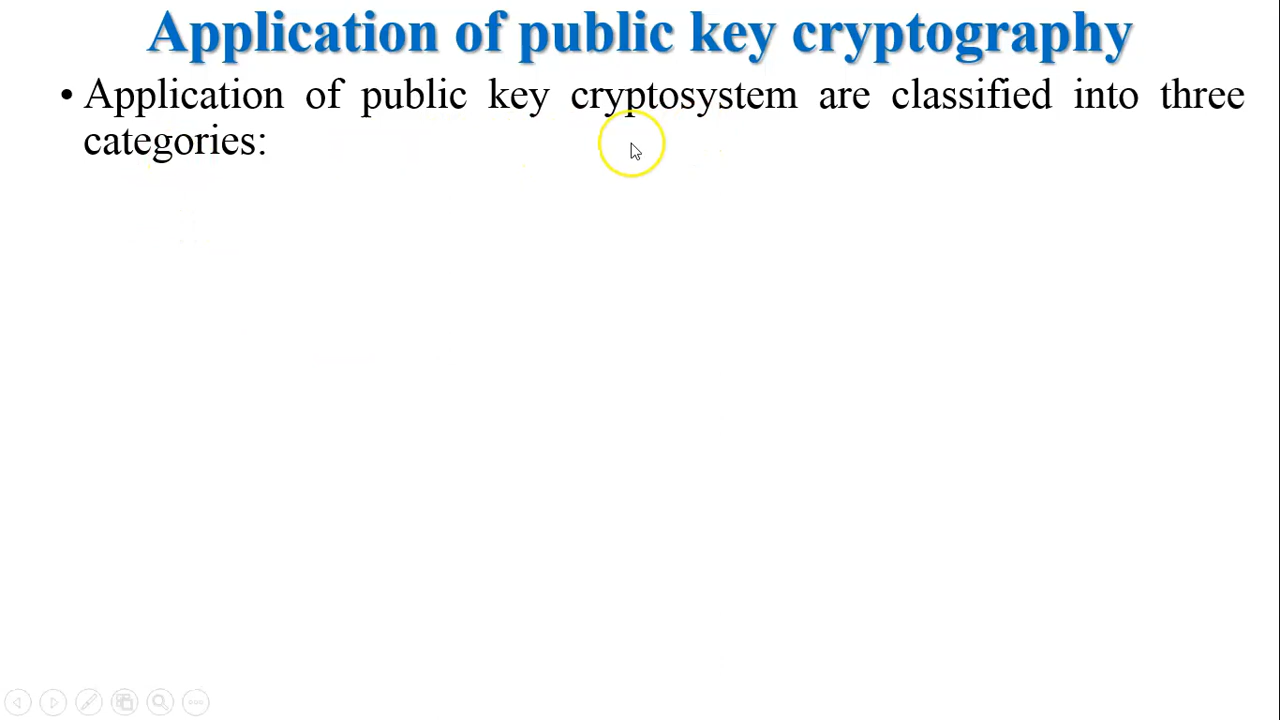 Application of public key cryptography
• Application of public key cryptosystem are classified into three
categories: